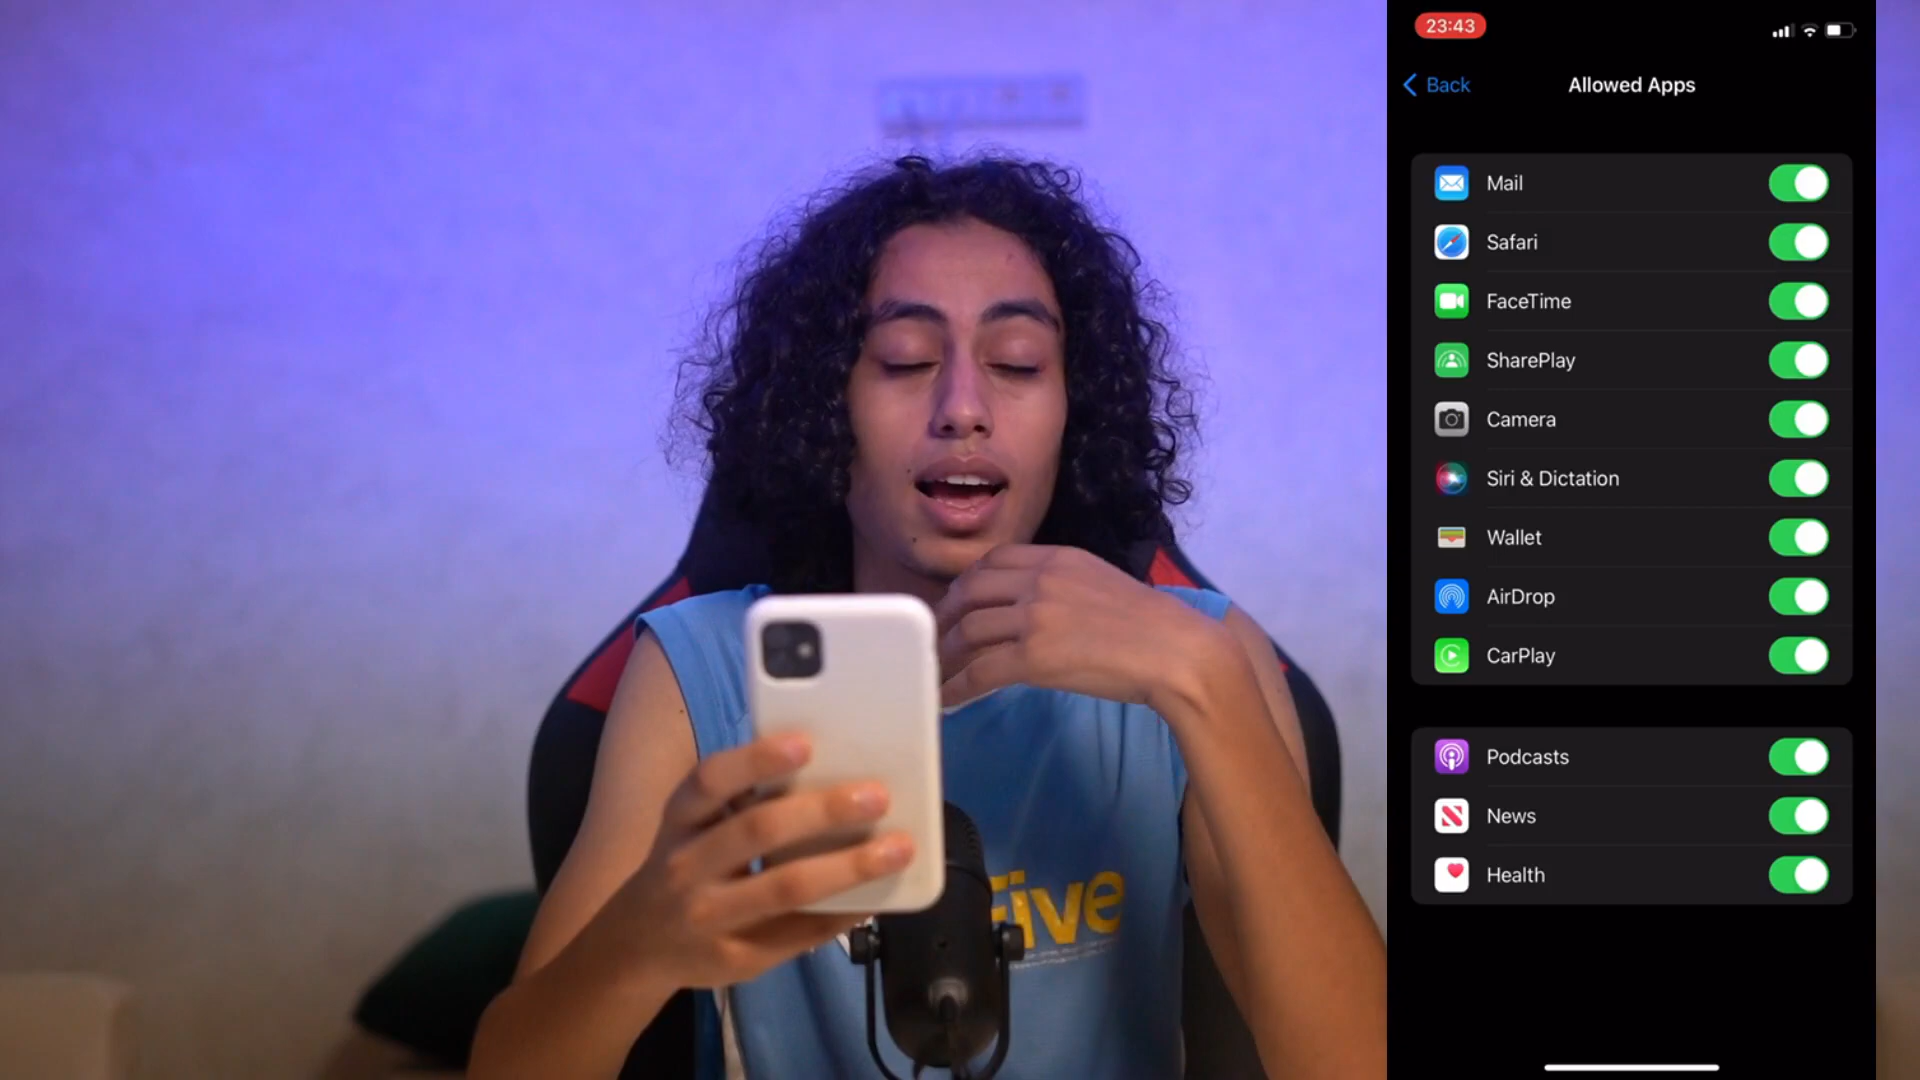 23:43
Back
Allowed Apps
Mail
Safari
FaceTime
SharePlay
Camera
Siri & Dictation
Wallet
AirDrop
CarPlay
Podcasts
News
Health
Five